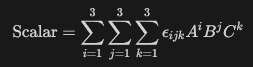 Scalar = \sum_{i=1}^{3} \sum_{j=1}^{3} \sum_{k=1}^{3} \epsilon_{ijk} A^i B^j C^k